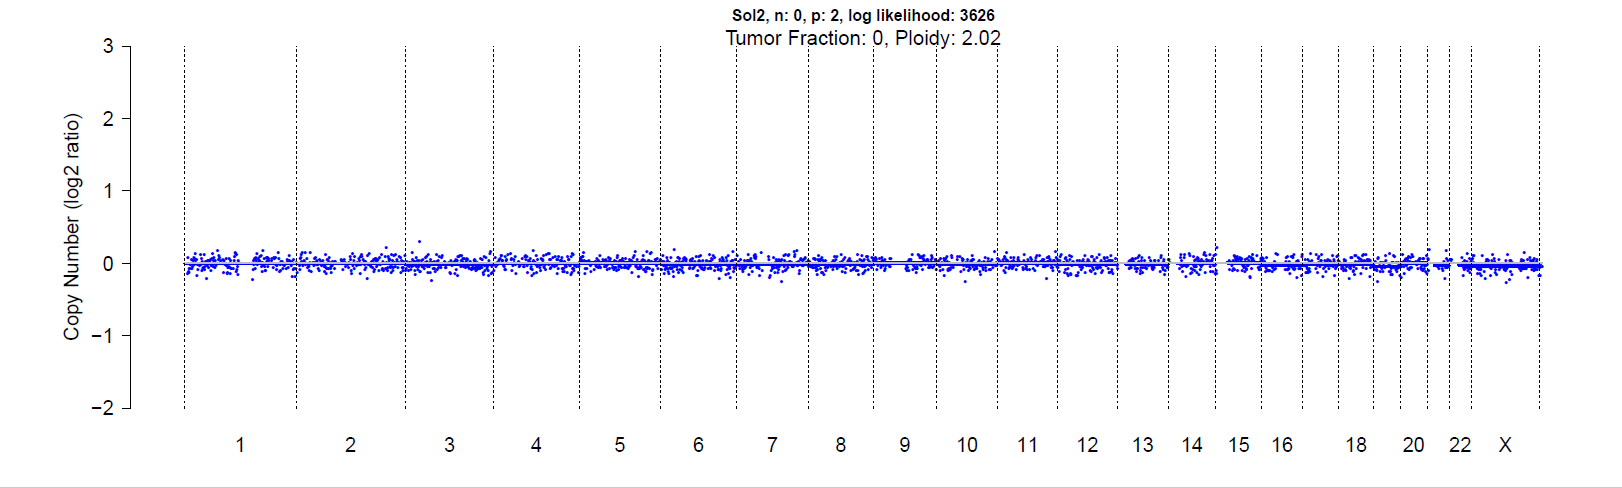 Sol2, n: 0, p: 2, log likelihood: 3626
Tumor Fraction: 0, Ploidy: 2.02
Copy Number (log2 ratio)
3
2
1
0
−1
−2
1 2 3 4 5 6 7 8 9 10 11 12 13 14 15 16 18 20 22 X